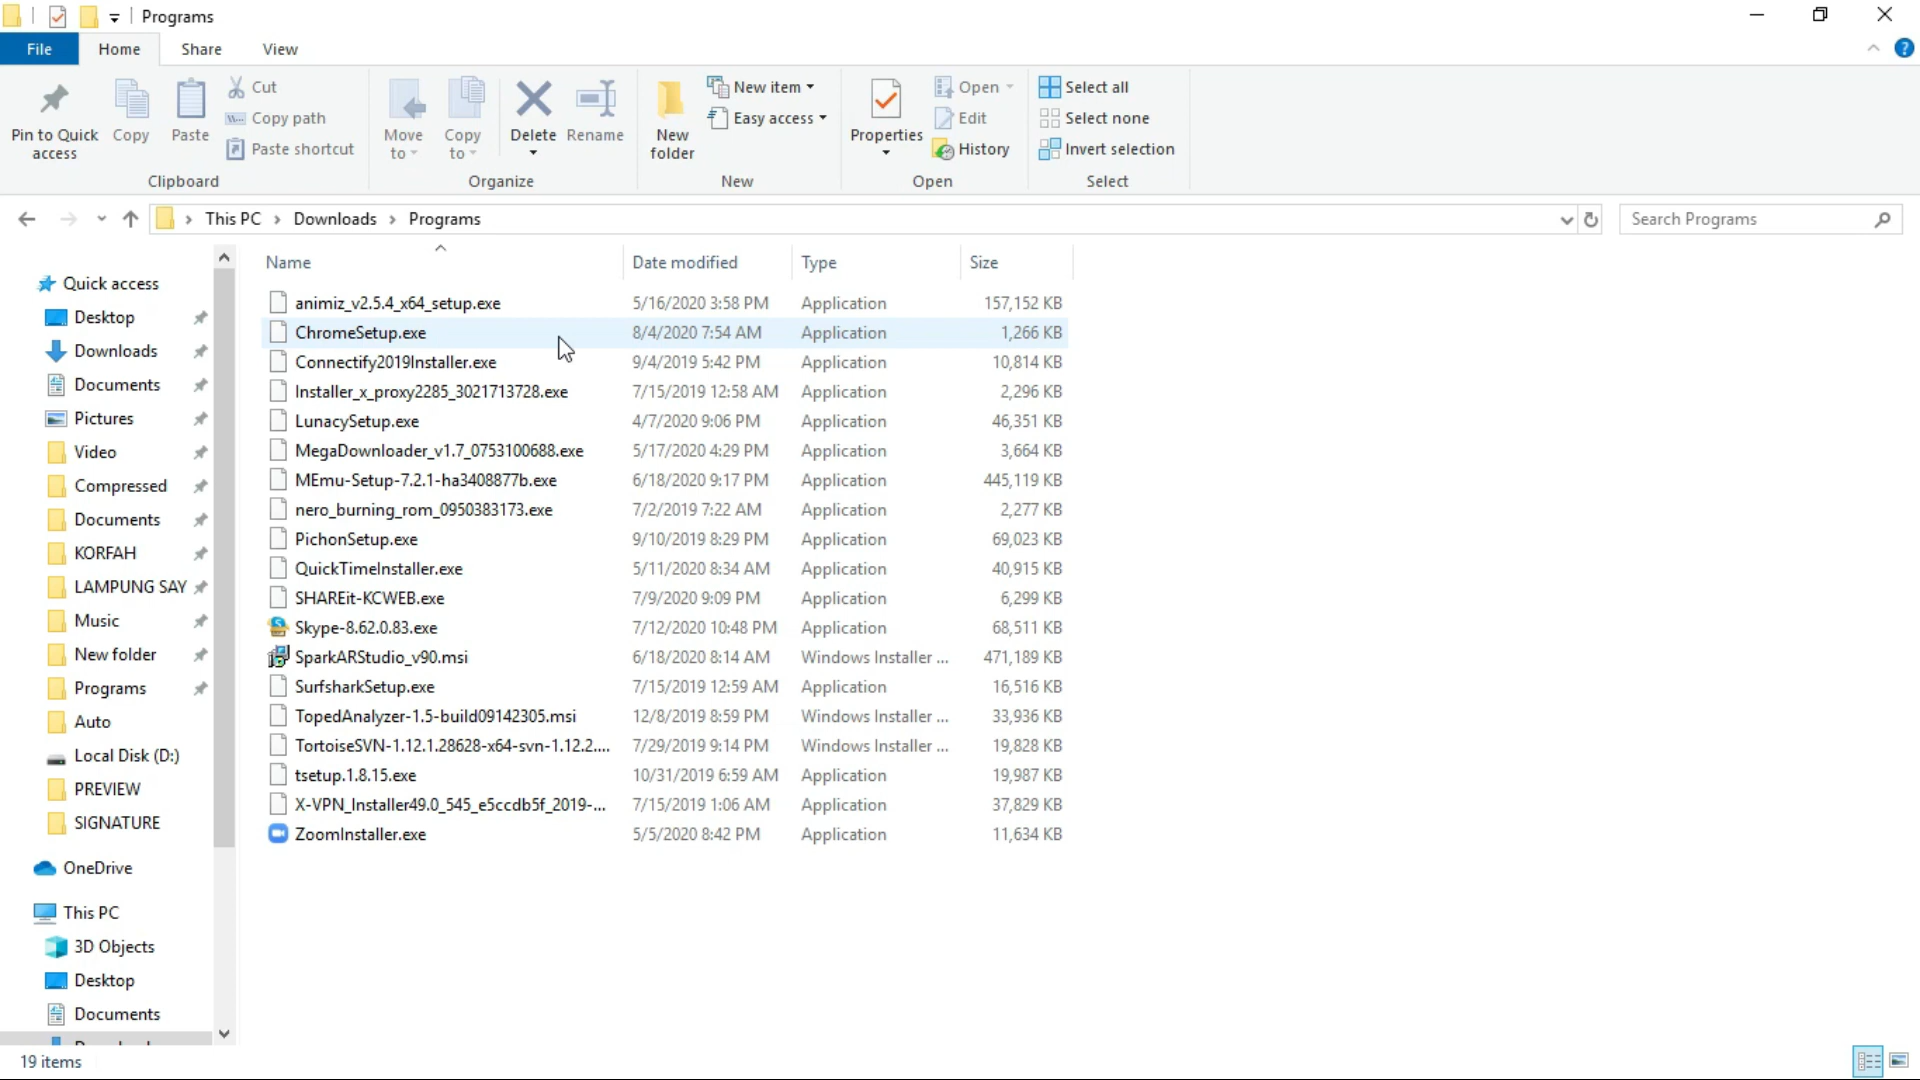 Programs
File Home Share View
Pin to Quick access
Copy
Paste
Cut
Copy path
Paste shortcut
Clipboard
Move to
Copy to
Delete
Rename
Organize
New folder
New item
Easy access
New
Properties
Open
Edit
History
Open
Select all
Select none
Invert selection
Select
This PC > Downloads > Programs
Search Programs
Quick access
Desktop
Downloads
Documents
Pictures
Video
Compressed
Documents
KORFAH
LAMPUNG SAY
Music
New folder
Programs
Auto
Local Disk (D:)
PREVIEW
SIGNATURE
OneDrive
This PC
3D Objects
Desktop
Documents
Name Date modified Type Size
animiz_v2.5.4_x64_setup.exe 5/16/2020 3:58 PM Application 157,152 KB
ChromeSetup.exe 8/4/2020 7:54 AM Application 1,266 KB
Connectify2019Installer.exe 9/4/2019 5:42 PM Application 10,814 KB
Installer_x_proxy2285_3021713728.exe 7/15/2019 12:58 AM Application 2,296 KB
LunacySetup.exe 4/7/2020 9:06 PM Application 46,351 KB
MegaDownloader_v1.7_0753100688.exe 5/17/2020 4:29 PM Application 3,664 KB
MEmu-Setup-7.2.1-ha3408877b.exe 6/18/2020 9:17 PM Application 445,119 KB
nero_burning_rom_0950383173.exe 7/2/2019 7:22 AM Application 2,277 KB
PichonSetup.exe 9/10/2019 8:29 PM Application 69,023 KB
QuickTimeInstaller.exe 5/11/2020 8:34 AM Application 40,915 KB
SHAREit-KCWEB.exe 7/9/2020 9:09 PM Application 6,299 KB
Skype-8.62.0.83.exe 7/12/2020 10:48 PM Application 68,511 KB
SparkARStudio_v90.msi 6/18/2020 8:14 AM Windows Installer ... 471,189 KB
SurfsharkSetup.exe 7/15/2019 12:59 AM Application 16,516 KB
TopedAnalyzer-1.5-build09142305.msi 12/8/2019 8:59 PM Windows Installer ... 33,936 KB
TortoiseSVN-1.12.1.28628-x64-svn-1.12.2.... 7/29/2019 9:14 PM Windows Installer ... 19,828 KB
tsetup.1.8.15.exe 10/31/2019 6:59 AM Application 19,987 KB
X-VPN_Installer49.0_545_e5ccdb5f_2019-... 7/15/2019 1:06 AM Application 37,829 KB
ZoomInstaller.exe 5/5/2020 8:42 PM Application 11,634 KB
19 items